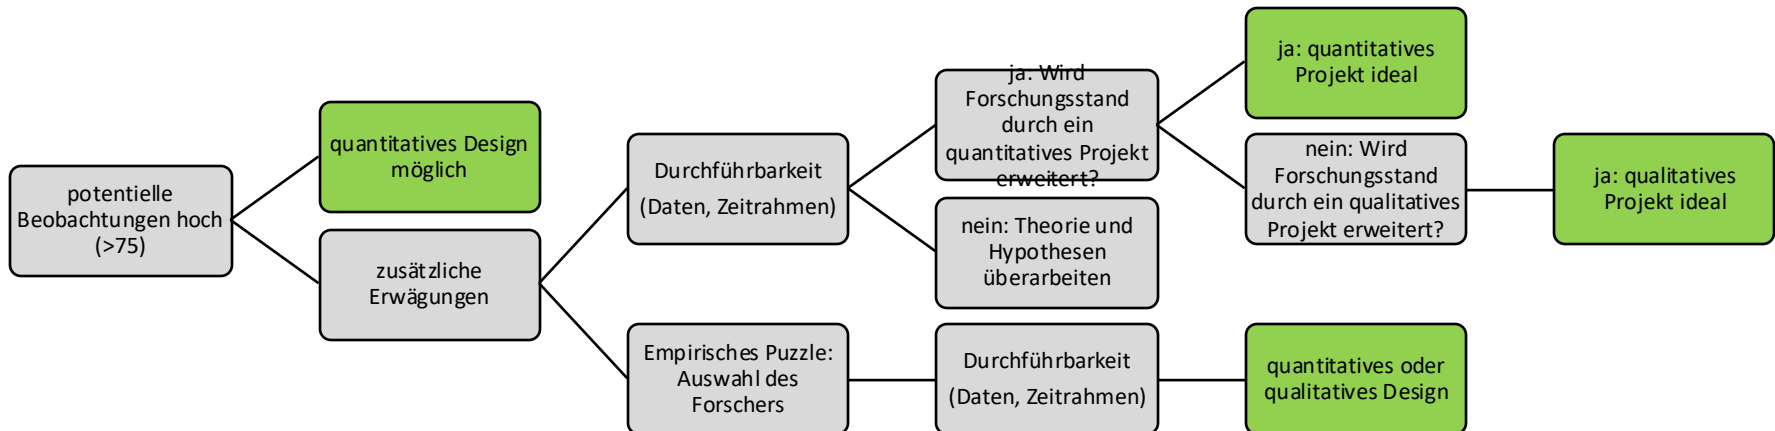 potentielle
Beobachtungen hoch
(>75)
quantitatives Design
möglich
zusätzliche
Erwägungen
Durchführbarkeit
(Daten, Zeitrahmen)
Empirisches Puzzle:
Auswahl des
Forschers
ja: Wird
Forschungsstand
durch ein
quantitatives Projekt
erweitert?
nein: Theorie und
Hypothesen
überarbeiten
Durchführbarkeit
(Daten, Zeitrahmen)
ja: quantitatives
Projekt ideal
nein: Wird
Forschungsstand
durch ein qualitatives
Projekt erweitert?
quantitatives oder
qualitatives Design
ja: qualitatives
Projekt ideal